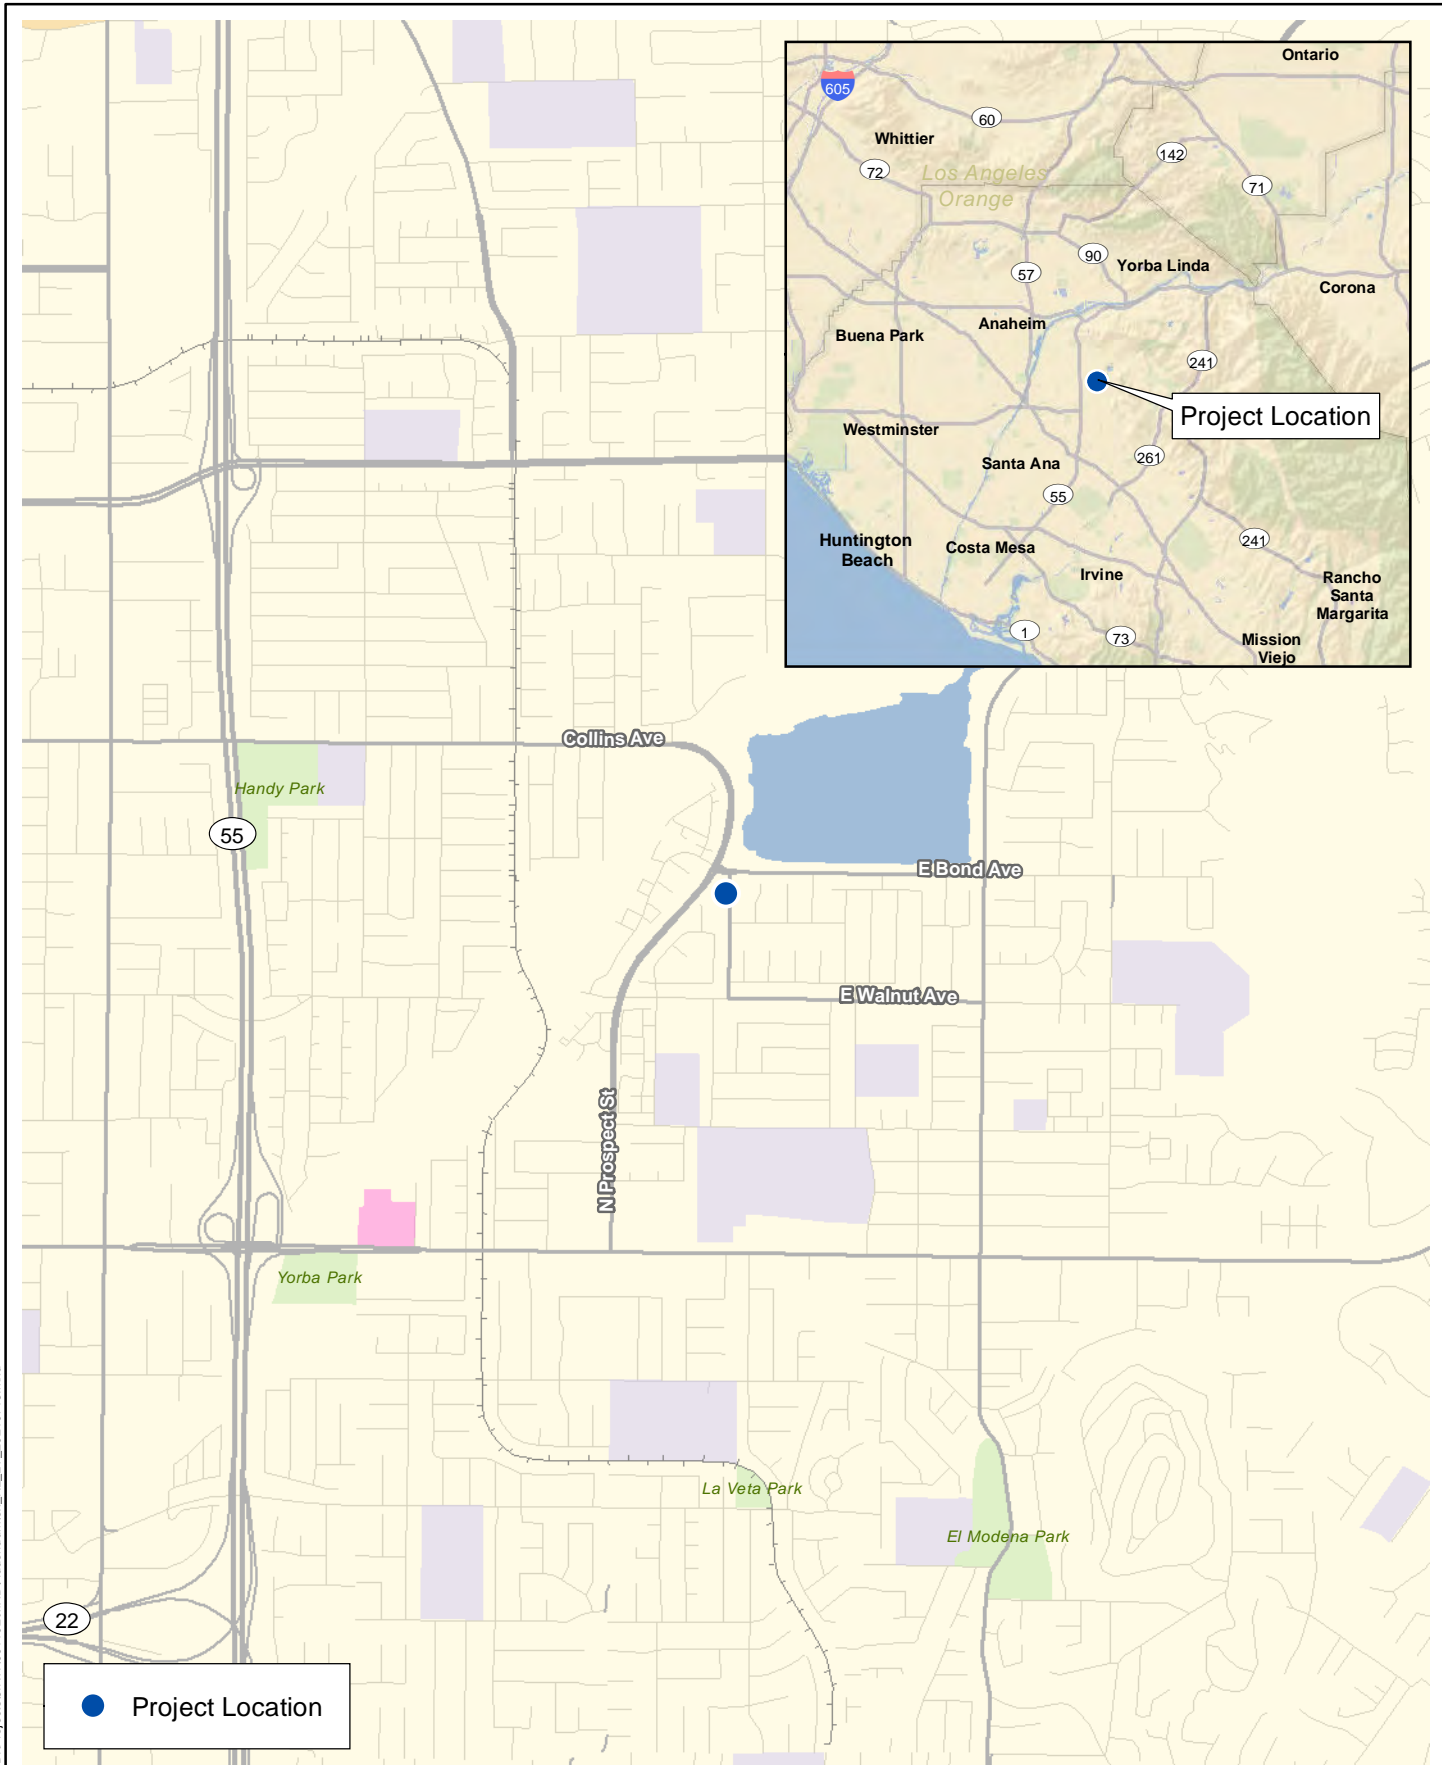 Ontario
605
60
Whittier
142
72
Los Angeles
71
Orange
90
Yorba Linda
57
Corona
Anaheim
Buena Park
241
Project Location
Westminster
261
Santa Ana
55
Huntington
Beach
Costa Mesa
241
Irvine
Rancho
Santa
Margarita
1
73
Mission
Viejo
Collins Ave
Handy Park
55
E Bond Ave
E Walnut Ave
N Prospect St
Yorba Park
La Veta Park
El Modena Park
22
Project Location